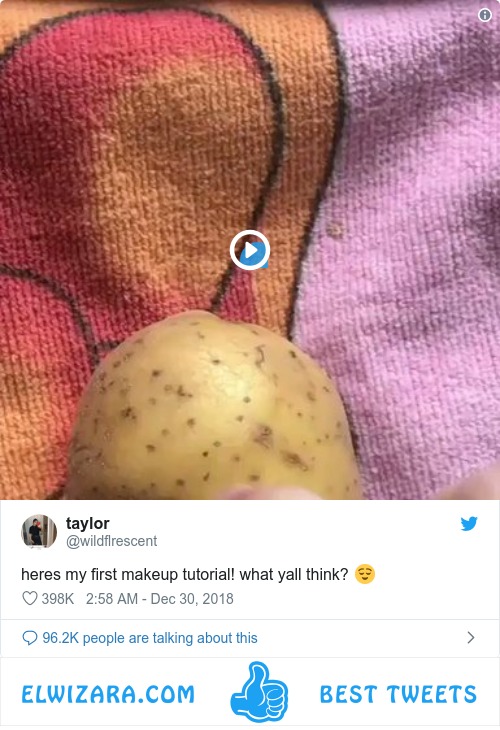 taylor
@wildflrescent
heres my first makeup tutorial! what yall think? 😌
398K 2:58 AM - Dec 30, 2018
96.2K people are talking about this
ELWIZARA.COM BEST TWEETS